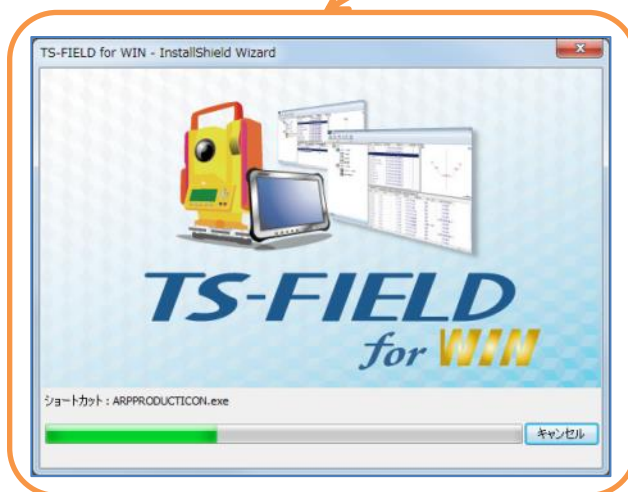 TS-FIELD for WIN - InstallShield Wizard
TS-FIELD
for WIN
ショートカット : ARPPRODUCTICON.exe
キャンセル